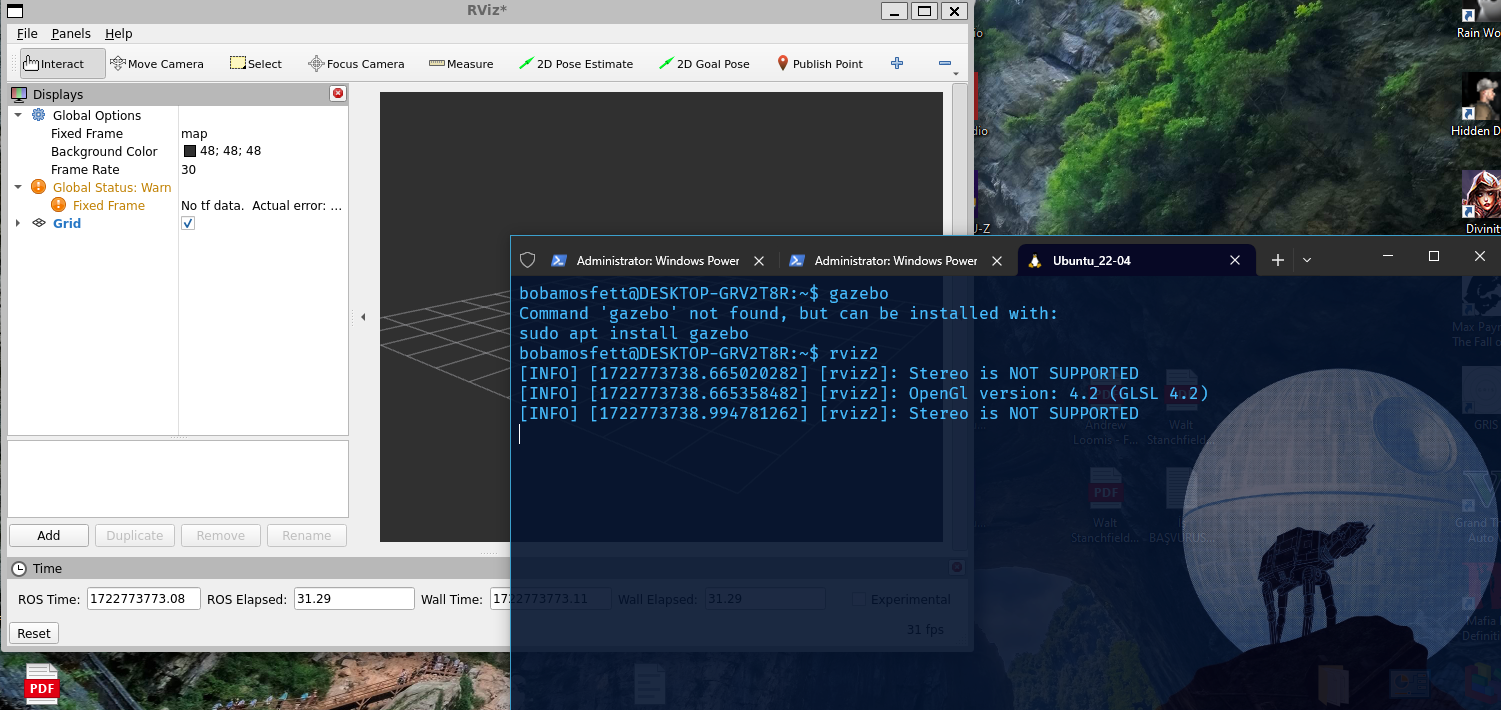 RViz*
File Panels Help
Interact Move Camera Select Focus Camera Measure 2D Pose Estimate 2D Goal Pose Publish Point
Displays
Global Options
Fixed Frame map
Background Color 48; 48; 48
Frame Rate 30
Global Status: Warn
Fixed Frame No tf data.  Actual error: ...
Grid
Add Duplicate Remove Rename
Time
ROS Time: 1722773773.08 ROS Elapsed: 31.29 Wall Time: 1722773773.11 Wall Elapsed: 31.29 Experimental
Reset
31 fps
Administrator: Windows Power
Administrator: Windows Power
Ubuntu_22-04
bobamosfett@DESKTOP-GRV2T8R:~$ gazebo
Command 'gazebo' not found, but can be installed with:
sudo apt install gazebo
bobamosfett@DESKTOP-GRV2T8R:~$ rviz2
[INFO] [1722773738.665020282] [rviz2]: Stereo is NOT SUPPORTED
[INFO] [1722773738.665358482] [rviz2]: OpenGl version: 4.2 (GLSL 4.2)
[INFO] [1722773738.994781262] [rviz2]: Stereo is NOT SUPPORTED
Rain Wo
Hidden D
Divinit
dio
J-Z
Max Payn
The Fall o
GRIS
Andrew
Loomis - F...
Walt
Stanchfield...
PDF
Walt
Stanchfield...
BAŞVURUS...
Grand T
Auto
Mafia
Definiti
PDF